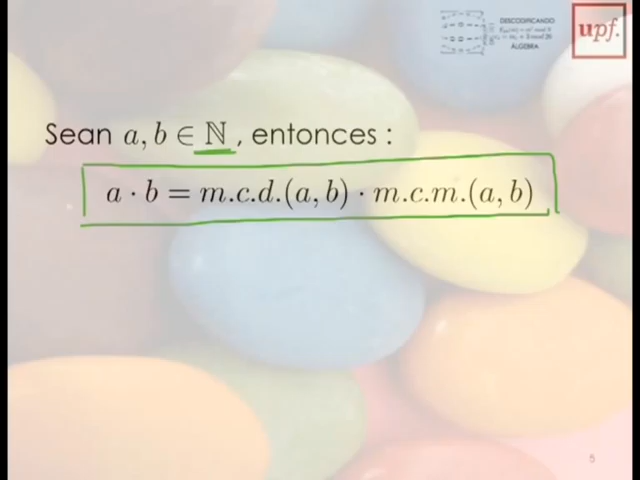 DESCODIFICANDO
ÁLGEBRA
upf.
Sean a, b ∈ ℕ, entonces :
a · b = m.c.d.(a, b) · m.c.m.(a, b)
5